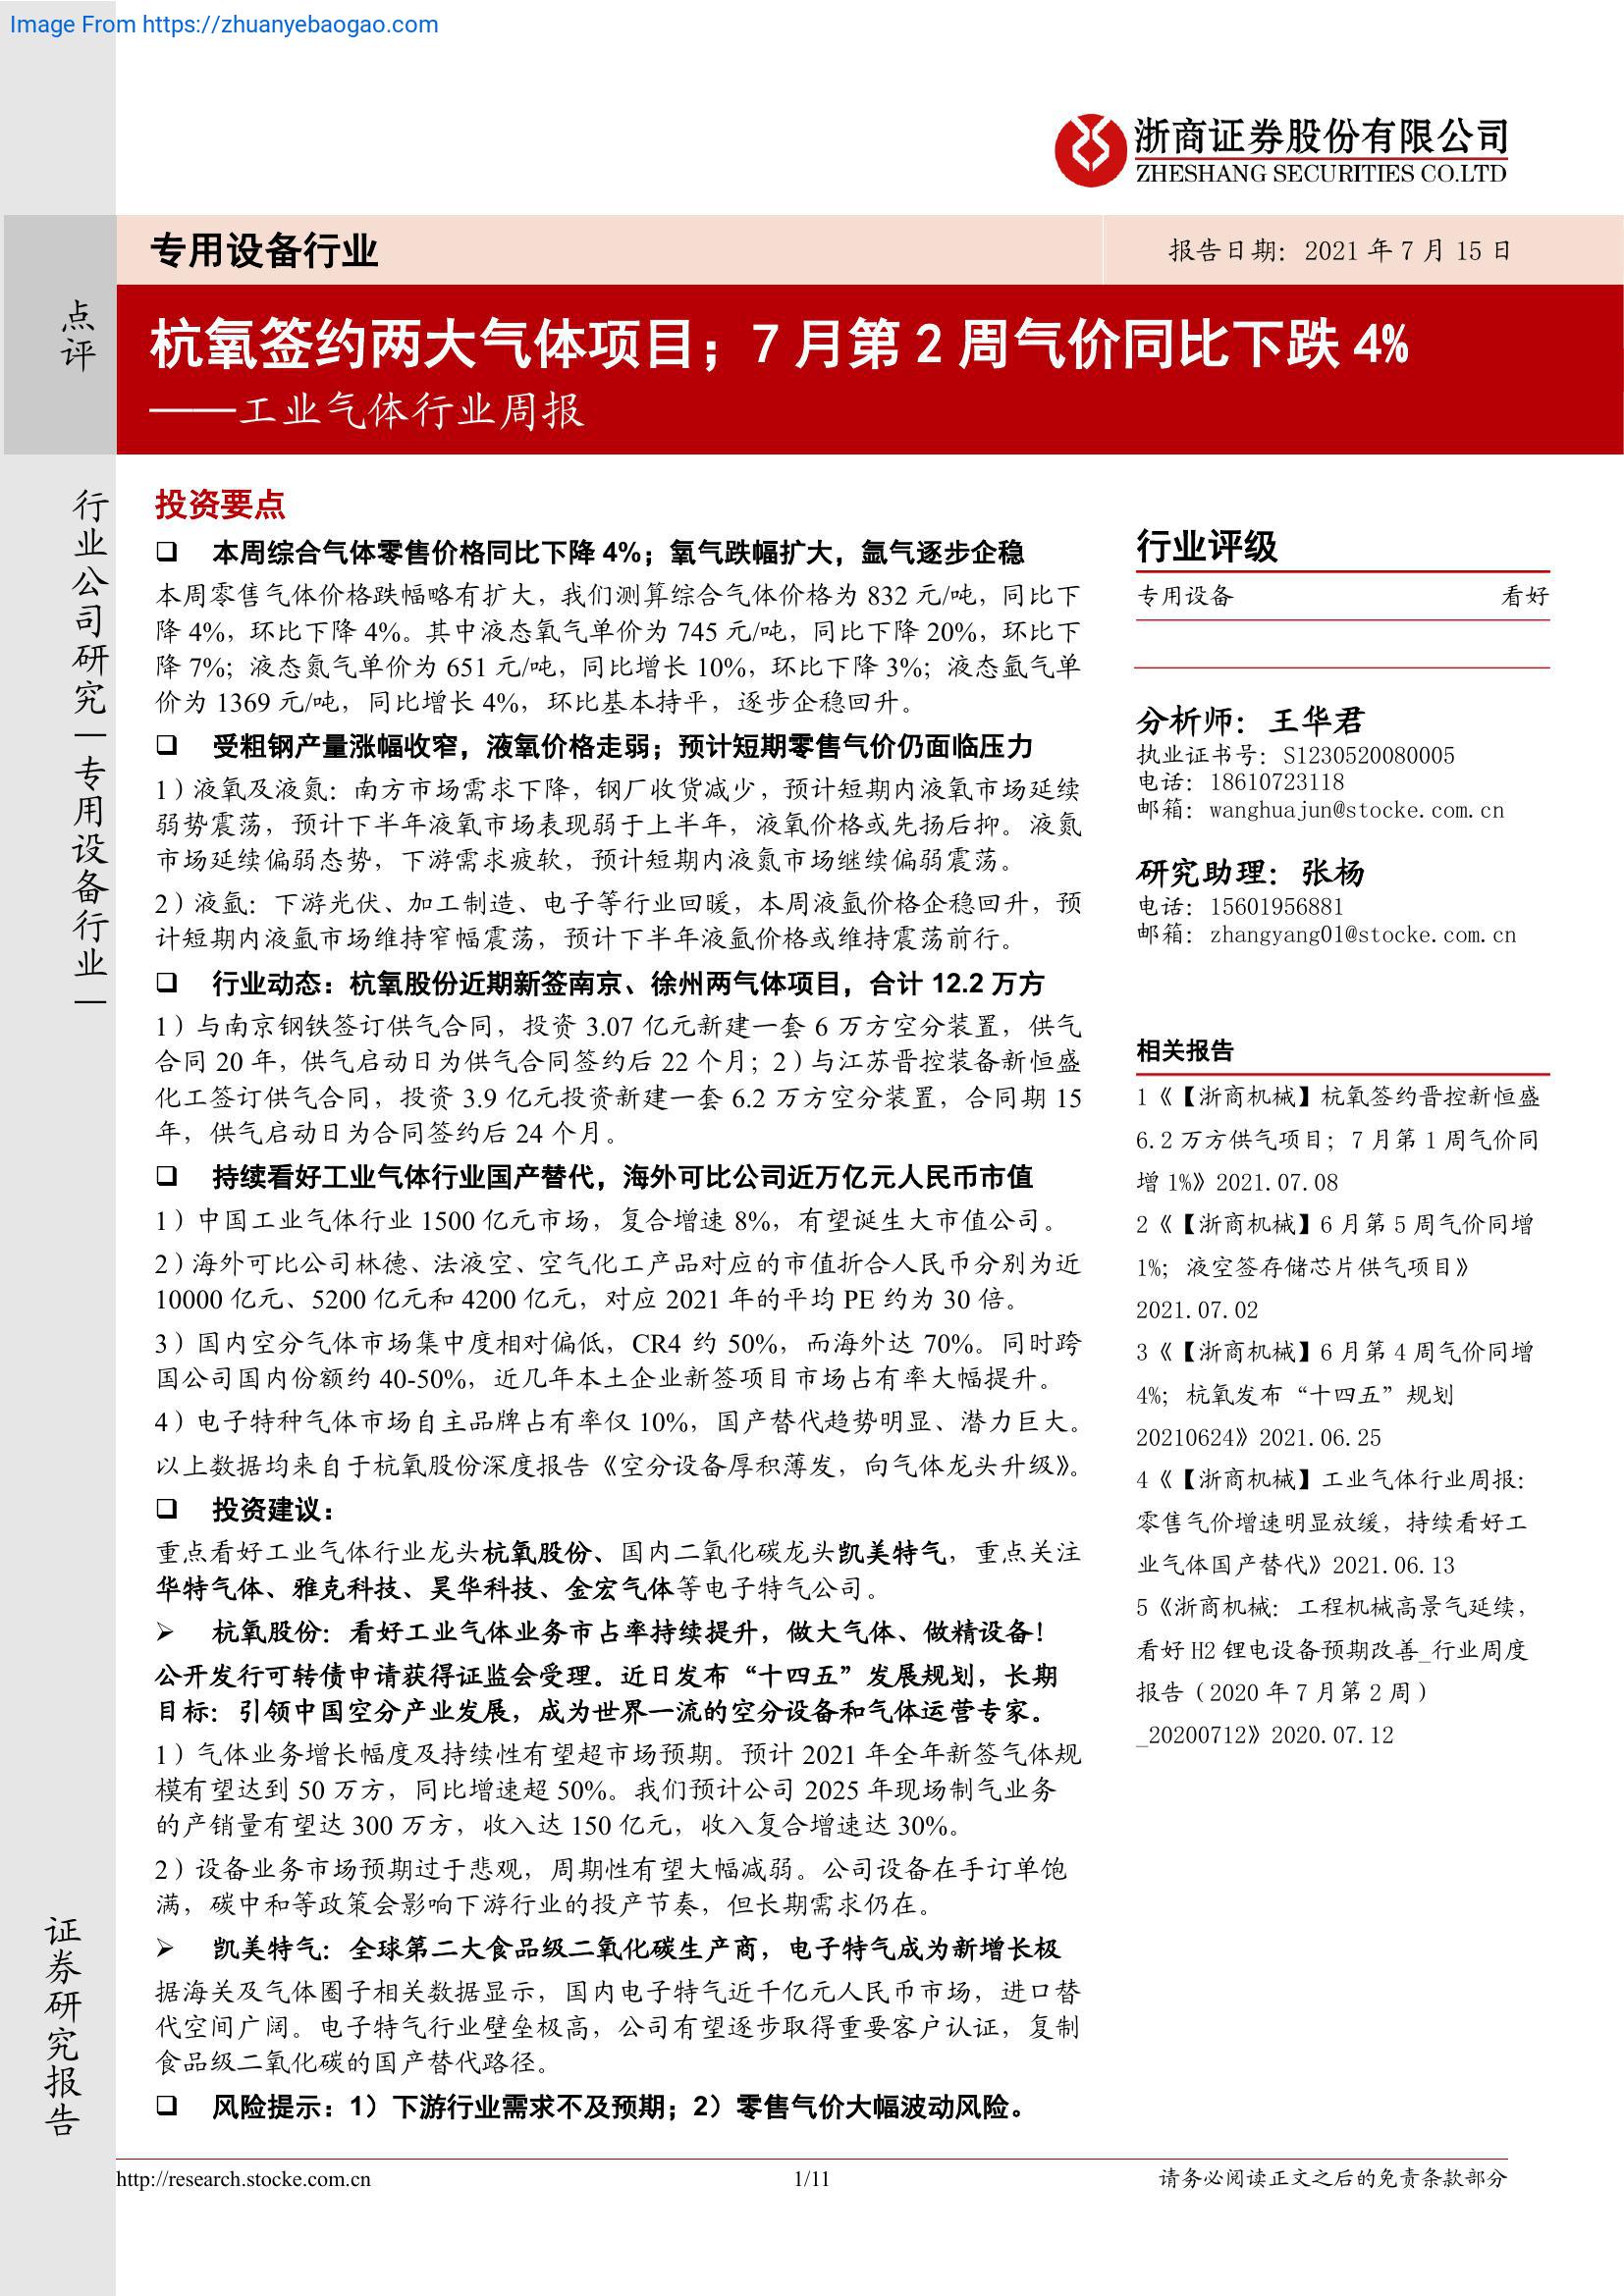 Image From https://zhuanyebaogao.com
浙商证券股份有限公司
ZHESHANG SECURITIES CO.LTD
专用设备行业
报告日期：2021 年 7 月 15 日
点评
杭氧签约两大气体项目；7 月第 2 周气价同比下跌 4%
——工业气体行业周报
行业公司研究｜专用设备行业｜
投资要点
❑ 本周综合气体零售价格同比下降 4%；氧气跌幅扩大，氩气逐步企稳
本周零售气体价格跌幅略有扩大，我们测算综合气体价格为 832 元/吨，同比下
降 4%，环比下降 4%。其中液态氧气单价为 745 元/吨，同比下降 20%，环比下
降 7%；液态氮气单价为 651 元/吨，同比增长 10%，环比下降 3%；液态氩气单
价为 1369 元/吨，同比增长 4%，环比基本持平，逐步企稳回升。
❑ 受粗钢产量涨幅收窄，液氧价格走弱；预计短期零售气价仍面临压力
1）液氧及液氮：南方市场需求下降，钢厂收货减少，预计短期内液氧市场延续
弱势震荡，预计下半年液氧市场表现弱于上半年，液氧价格或先扬后抑。液氮
市场延续偏弱态势，下游需求疲软，预计短期内液氮市场继续偏弱震荡。
2）液氩：下游光伏、加工制造、电子等行业回暖，本周液氩价格企稳回升，预
计短期内液氩市场维持窄幅震荡，预计下半年液氩价格或维持震荡前行。
❑ 行业动态：杭氧股份近期新签南京、徐州两气体项目，合计 12.2 万方
1）与南京钢铁签订供气合同，投资 3.07 亿元新建一套 6 万方空分装置，供气
合同 20 年，供气启动日为供气合同签约后 22 个月；2）与江苏晋控装备新恒盛
化工签订供气合同，投资 3.9 亿元投资新建一套 6.2 万方空分装置，合同期 15
年，供气启动日为合同签约后 24 个月。
❑ 持续看好工业气体行业国产替代，海外可比公司近万亿元人民币市值
1）中国工业气体行业 1500 亿元市场，复合增速 8%，有望诞生大市值公司。
2）海外可比公司林德、法液空、空气化工产品对应的市值折合人民币分别为近
10000 亿元、5200 亿元和 4200 亿元，对应 2021 年的平均 PE 约为 30 倍。
3）国内空分气体市场集中度相对偏低，CR4 约 50%，而海外达 70%。同时跨
国公司国内份额约 40-50%，近几年本土企业新签项目市场占有率大幅提升。
4）电子特种气体市场自主品牌占有率仅 10%，国产替代趋势明显、潜力巨大。
以上数据均来自于杭氧股份深度报告《空分设备厚积薄发，向气体龙头升级》。
❑ 投资建议：
重点看好工业气体行业龙头杭氧股份、国内二氧化碳龙头凯美特气，重点关注
华特气体、雅克科技、昊华科技、金宏气体等电子特气公司。
➢ 杭氧股份：看好工业气体业务市占率持续提升，做大气体、做精设备！
公开发行可转债申请获得证监会受理。近日发布“十四五”发展规划，长期
目标：引领中国空分产业发展，成为世界一流的空分设备和气体运营专家。
1）气体业务增长幅度及持续性有望超市场预期。预计 2021 年全年新签气体规
模有望达到 50 万方，同比增速超 50%。我们预计公司 2025 年现场制气业务
的产销量有望达 300 万方，收入达 150 亿元，收入复合增速达 30%。
2）设备业务市场预期过于悲观，周期性有望大幅减弱。公司设备在手订单饱
满，碳中和等政策会影响下游行业的投产节奏，但长期需求仍在。
➢ 凯美特气：全球第二大食品级二氧化碳生产商，电子特气成为新增长极
据海关及气体圈子相关数据显示，国内电子特气近千亿元人民币市场，进口替
代空间广阔。电子特气行业壁垒极高，公司有望逐步取得重要客户认证，复制
食品级二氧化碳的国产替代路径。
❑ 风险提示：1）下游行业需求不及预期；2）零售气价大幅波动风险。
行业评级
专用设备 看好
分析师：王华君
执业证书号：S1230520080005
电话：18610723118
邮箱：wanghuajun@stocke.com.cn
研究助理：张杨
电话：15601956881
邮箱：zhangyang01@stocke.com.cn
相关报告
1《【浙商机械】杭氧签约晋控新恒盛
6.2 万方供气项目；7 月第 1 周气价同
增 1%》2021.07.08
2《【浙商机械】6 月第 5 周气价同增
1%；液空签存储芯片供气项目》
2021.07.02
3《【浙商机械】6 月第 4 周气价同增
4%；杭氧发布“十四五”规划
20210624》2021.06.25
4《【浙商机械】工业气体行业周报：
零售气价增速明显放缓，持续看好工
业气体国产替代》2021.06.13
5《浙商机械：工程机械高景气延续，
看好 H2 锂电设备预期改善_行业周度
报告（2020 年 7 月第 2 周）
_20200712》2020.07.12
证券研究报告
http://research.stocke.com.cn
1/11
请务必阅读正文之后的免责条款部分